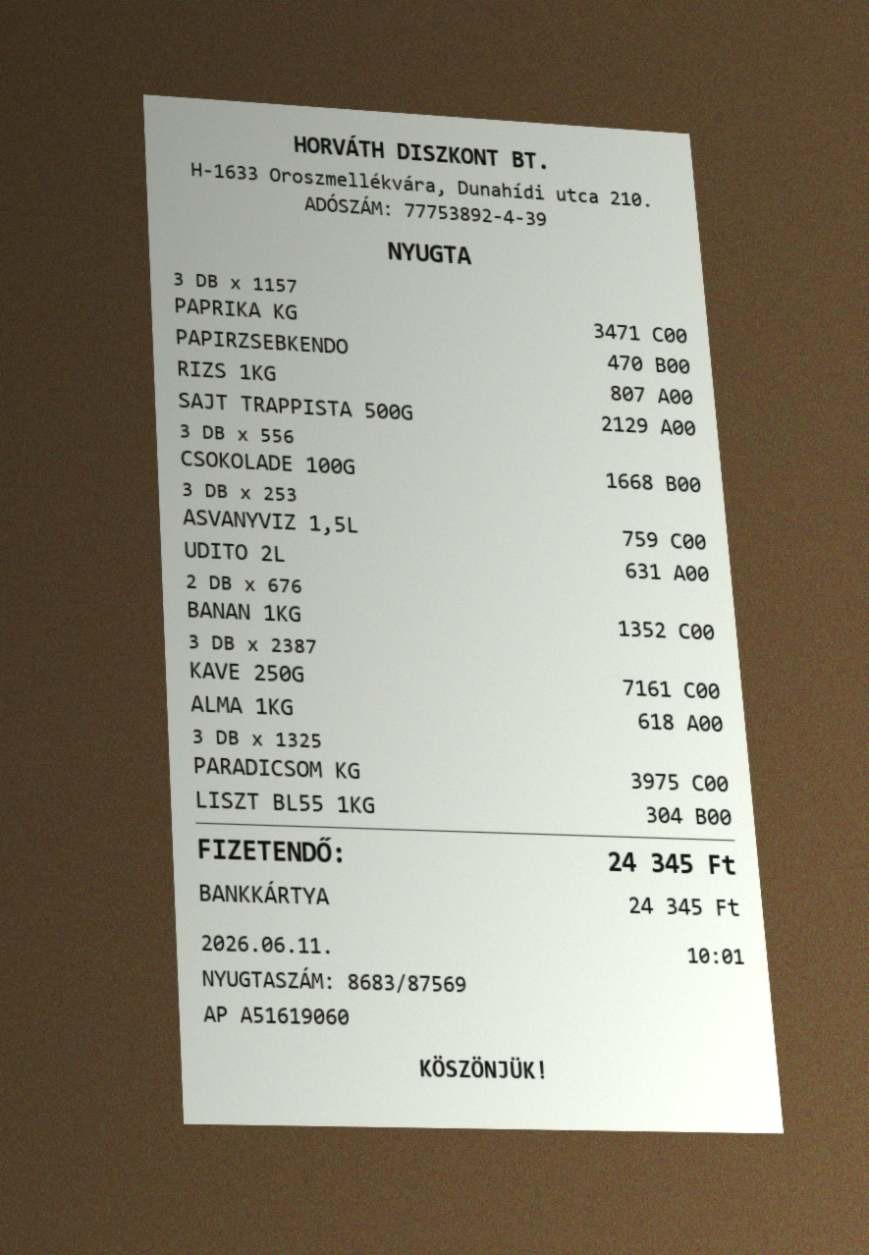 HORVÁTH DISZKONT BT.
H-1633 Oroszmellékvára, Dunahídi utca 210.
ADÓSZÁM: 77753892-4-39
NYUGTA
3 DB x 1157
PAPRIKA KG 3471 C00
PAPIRZSEBKENDO 470 B00
RIZS 1KG 807 A00
SAJT TRAPPISTA 500G 2129 A00
3 DB x 556
CSOKOLADE 100G 1668 B00
3 DB x 253
ASVANYVIZ 1,5L 759 C00
UDITO 2L 631 A00
2 DB x 676
BANAN 1KG 1352 C00
3 DB x 2387
KAVE 250G 7161 C00
ALMA 1KG 618 A00
3 DB x 1325
PARADICSOM KG 3975 C00
LISZT BL55 1KG 304 B00
FIZETENDŐ: 24 345 Ft
BANKKÁRTYA 24 345 Ft
2026.06.11. 10:01
NYUGTASZÁM: 8683/87569
AP A51619060
KÖSZÖNJÜK!